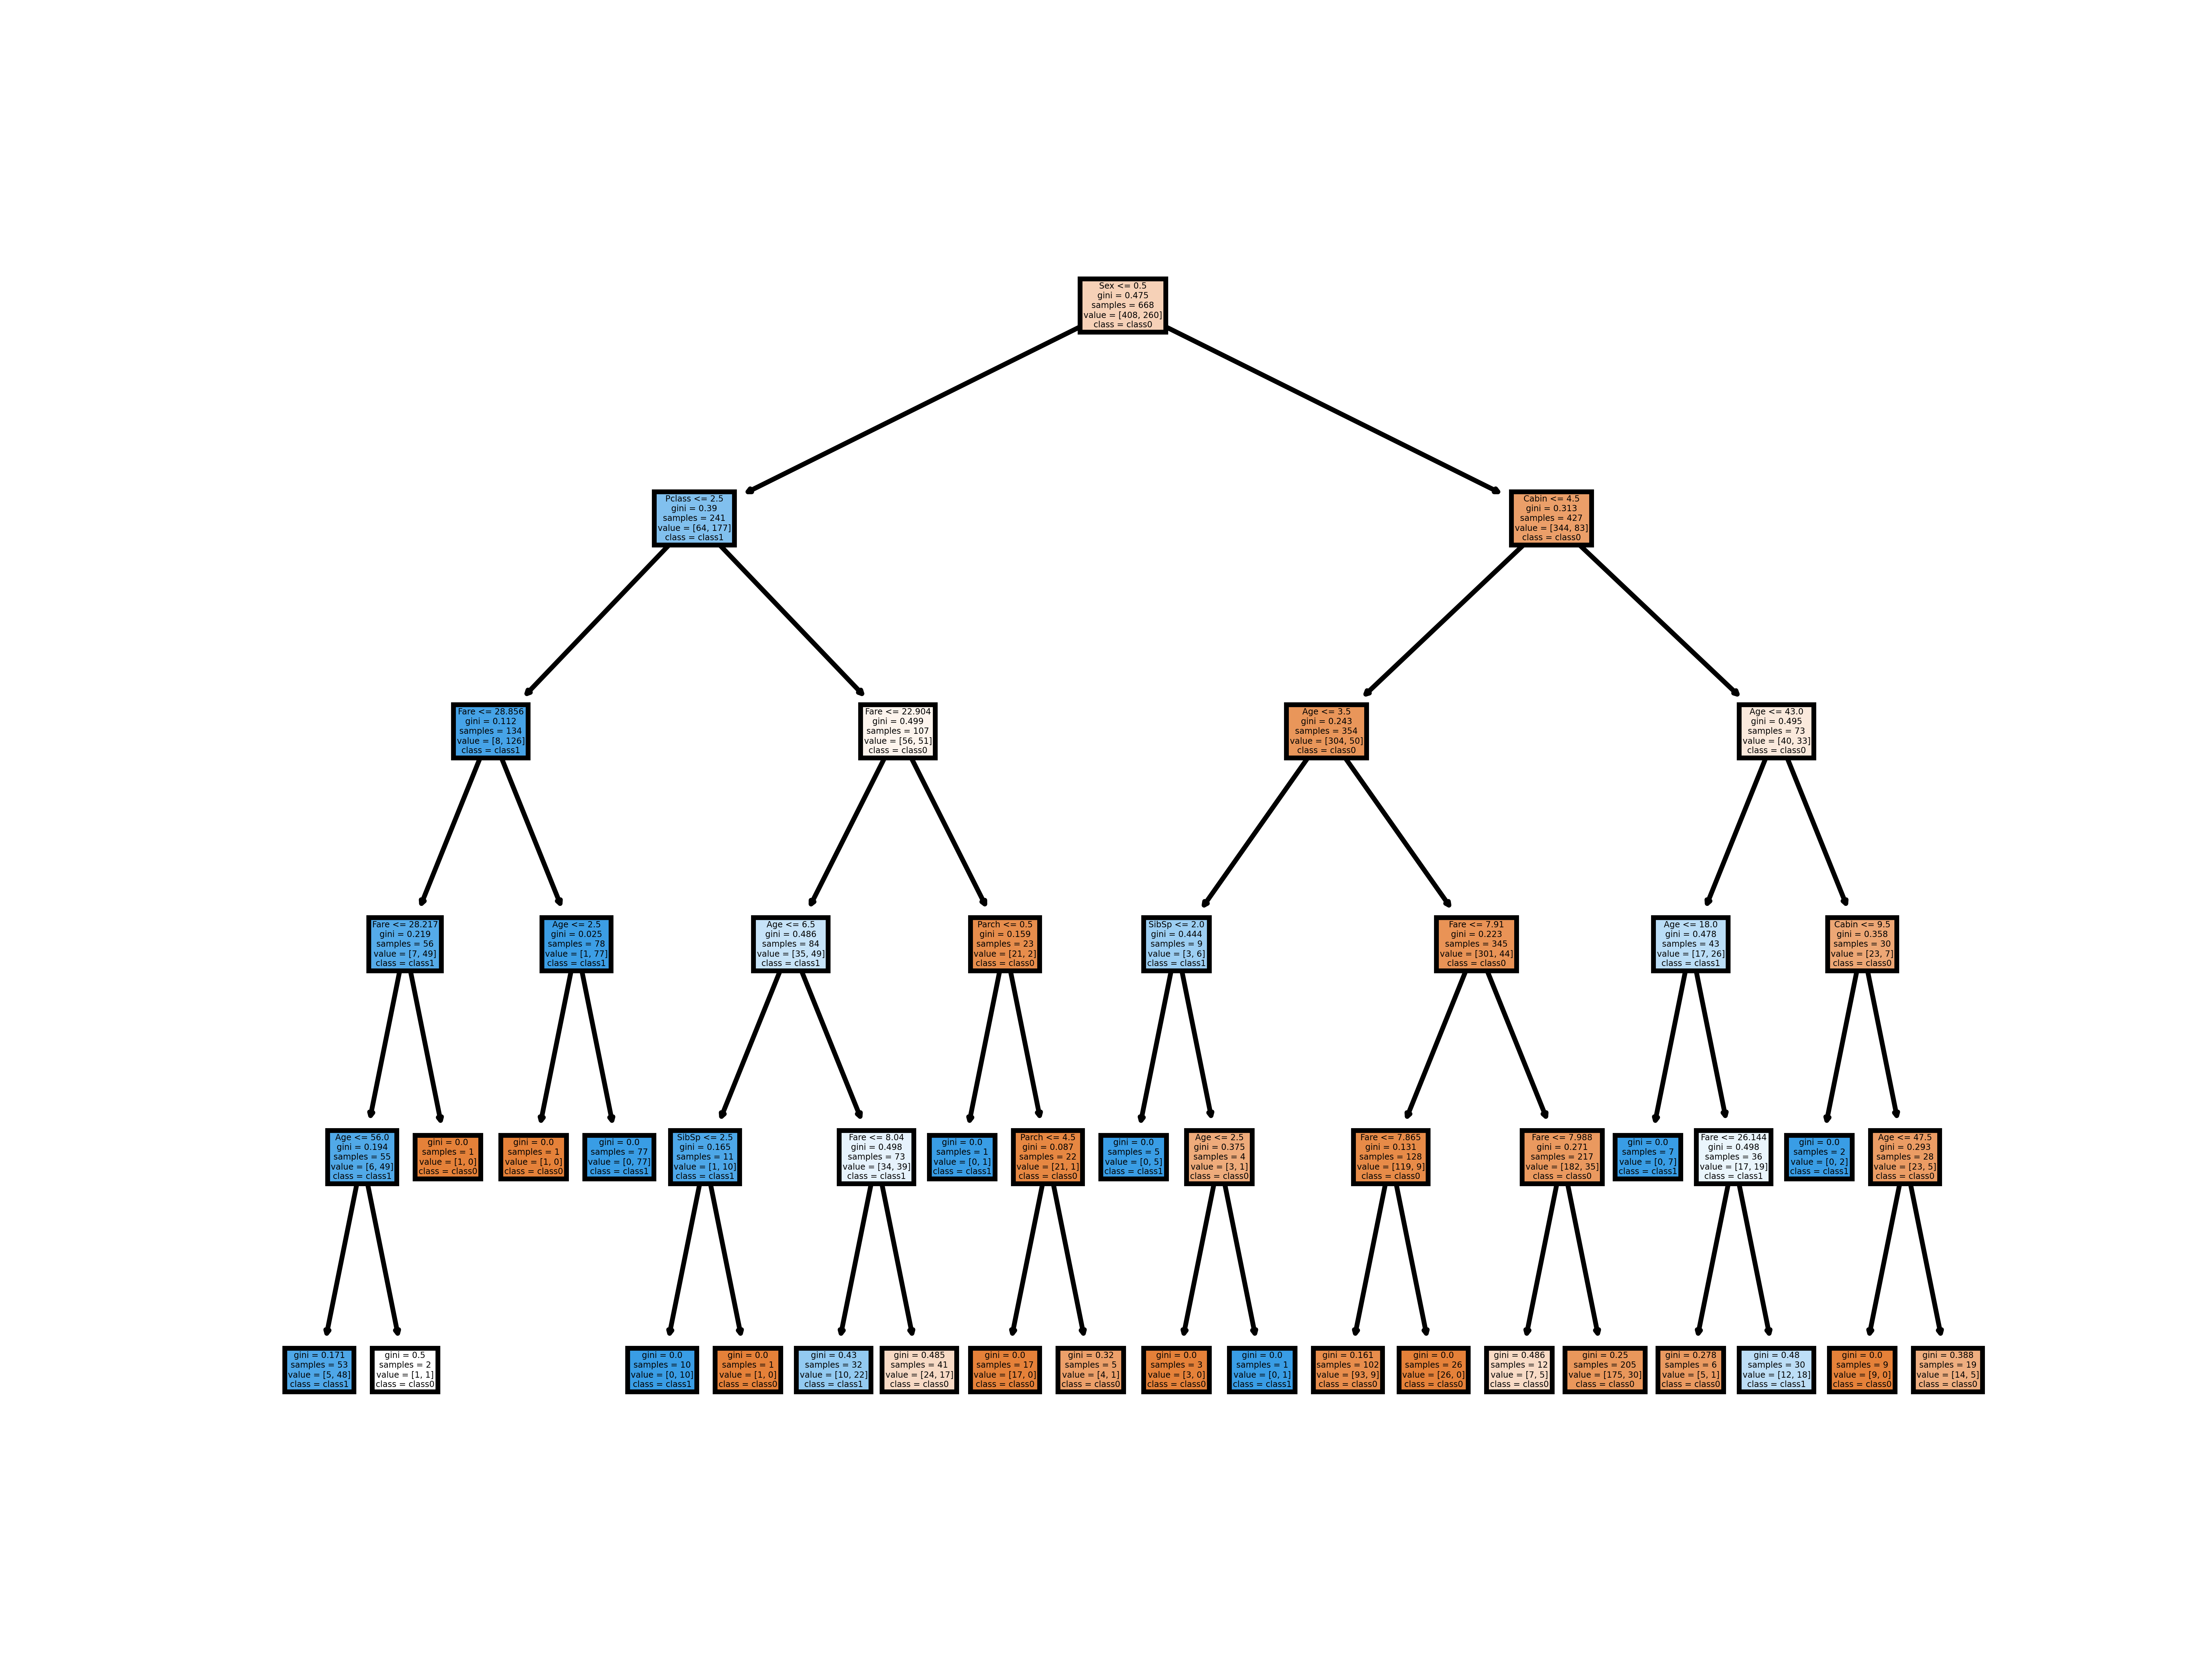 Sex <= 0.5
gini = 0.475
samples = 668
value = [408, 260]
class = class0
Pclass <= 2.5
gini = 0.39
samples = 241
value = [64, 177]
class = class1
Cabin <= 4.5
gini = 0.313
samples = 427
value = [344, 83]
class = class0
Fare <= 28.856
gini = 0.112
samples = 134
value = [8, 126]
class = class1
Fare <= 22.904
gini = 0.499
samples = 107
value = [56, 51]
class = class0
Age <= 3.5
gini = 0.243
samples = 354
value = [304, 50]
class = class0
Age <= 43.0
gini = 0.495
samples = 73
value = [40, 33]
class = class0
Fare <= 28.217
gini = 0.219
samples = 56
value = [7, 49]
class = class1
Age <= 2.5
gini = 0.025
samples = 78
value = [1, 77]
class = class1
Age <= 6.5
gini = 0.486
samples = 84
value = [35, 49]
class = class1
Parch <= 0.5
gini = 0.159
samples = 23
value = [21, 2]
class = class0
SibSp <= 2.0
gini = 0.444
samples = 9
value = [3, 6]
class = class1
Fare <= 7.91
gini = 0.223
samples = 345
value = [301, 44]
class = class0
Age <= 18.0
gini = 0.478
samples = 43
value = [17, 26]
class = class1
Cabin <= 9.5
gini = 0.358
samples = 30
value = [23, 7]
class = class0
Age <= 56.0
gini = 0.194
samples = 55
value = [6, 49]
class = class1
gini = 0.0
samples = 1
value = [1, 0]
class = class0
gini = 0.0
samples = 1
value = [1, 0]
class = class0
gini = 0.0
samples = 77
value = [0, 77]
class = class1
SibSp <= 2.5
gini = 0.165
samples = 11
value = [1, 10]
class = class1
Fare <= 8.04
gini = 0.498
samples = 73
value = [34, 39]
class = class1
gini = 0.0
samples = 1
value = [0, 1]
class = class1
Parch <= 4.5
gini = 0.087
samples = 22
value = [21, 1]
class = class0
gini = 0.0
samples = 5
value = [0, 5]
class = class1
Age <= 2.5
gini = 0.375
samples = 4
value = [3, 1]
class = class0
Fare <= 7.865
gini = 0.131
samples = 128
value = [119, 9]
class = class0
Fare <= 7.988
gini = 0.271
samples = 217
value = [182, 35]
class = class0
gini = 0.0
samples = 7
value = [0, 7]
class = class1
Fare <= 26.144
gini = 0.498
samples = 36
value = [17, 19]
class = class1
gini = 0.0
samples = 2
value = [0, 2]
class = class1
Age <= 47.5
gini = 0.293
samples = 28
value = [23, 5]
class = class0
gini = 0.171
samples = 53
value = [5, 48]
class = class1
gini = 0.5
samples = 2
value = [1, 1]
class = class0
gini = 0.0
samples = 10
value = [0, 10]
class = class1
gini = 0.0
samples = 1
value = [1, 0]
class = class0
gini = 0.43
samples = 32
value = [10, 22]
class = class1
gini = 0.485
samples = 41
value = [24, 17]
class = class0
gini = 0.0
samples = 17
value = [17, 0]
class = class0
gini = 0.32
samples = 5
value = [4, 1]
class = class0
gini = 0.0
samples = 3
value = [3, 0]
class = class0
gini = 0.0
samples = 1
value = [0, 1]
class = class1
gini = 0.161
samples = 102
value = [93, 9]
class = class0
gini = 0.0
samples = 26
value = [26, 0]
class = class0
gini = 0.486
samples = 12
value = [7, 5]
class = class0
gini = 0.25
samples = 205
value = [175, 30]
class = class0
gini = 0.278
samples = 6
value = [5, 1]
class = class0
gini = 0.48
samples = 30
value = [12, 18]
class = class1
gini = 0.0
samples = 9
value = [9, 0]
class = class0
gini = 0.388
samples = 19
value = [14, 5]
class = class0